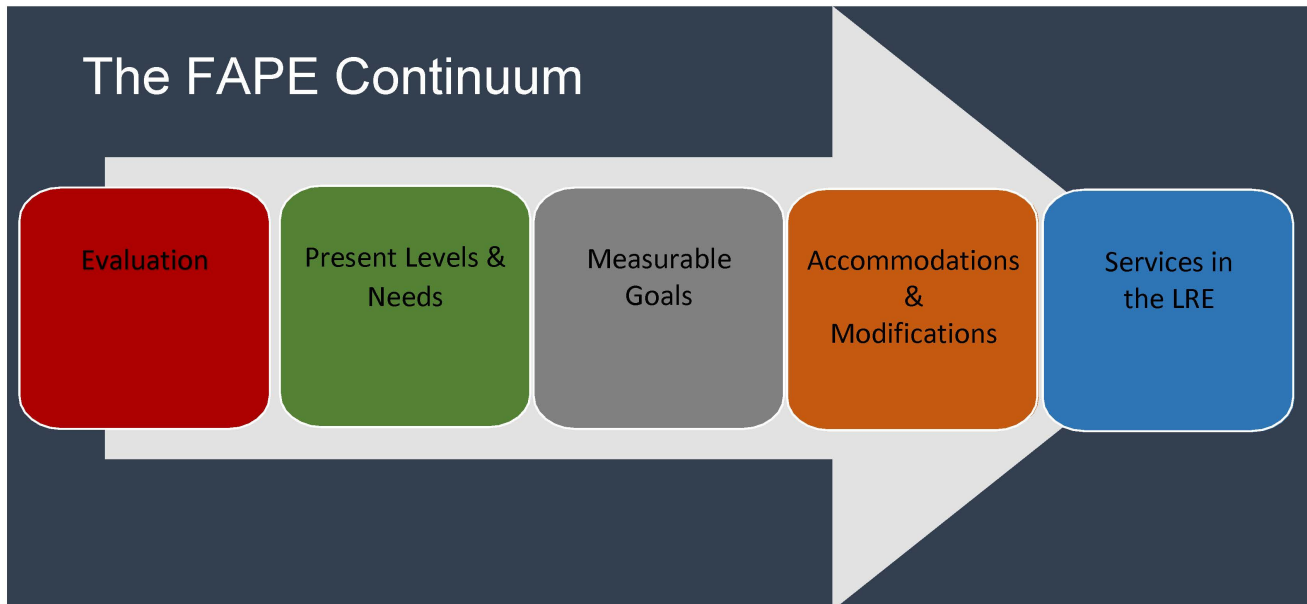 The FAPE Continuum
Evaluation
Present Levels &
Needs
Measurable
Goals
Accommodations
&
Modifications
Services in
the LRE